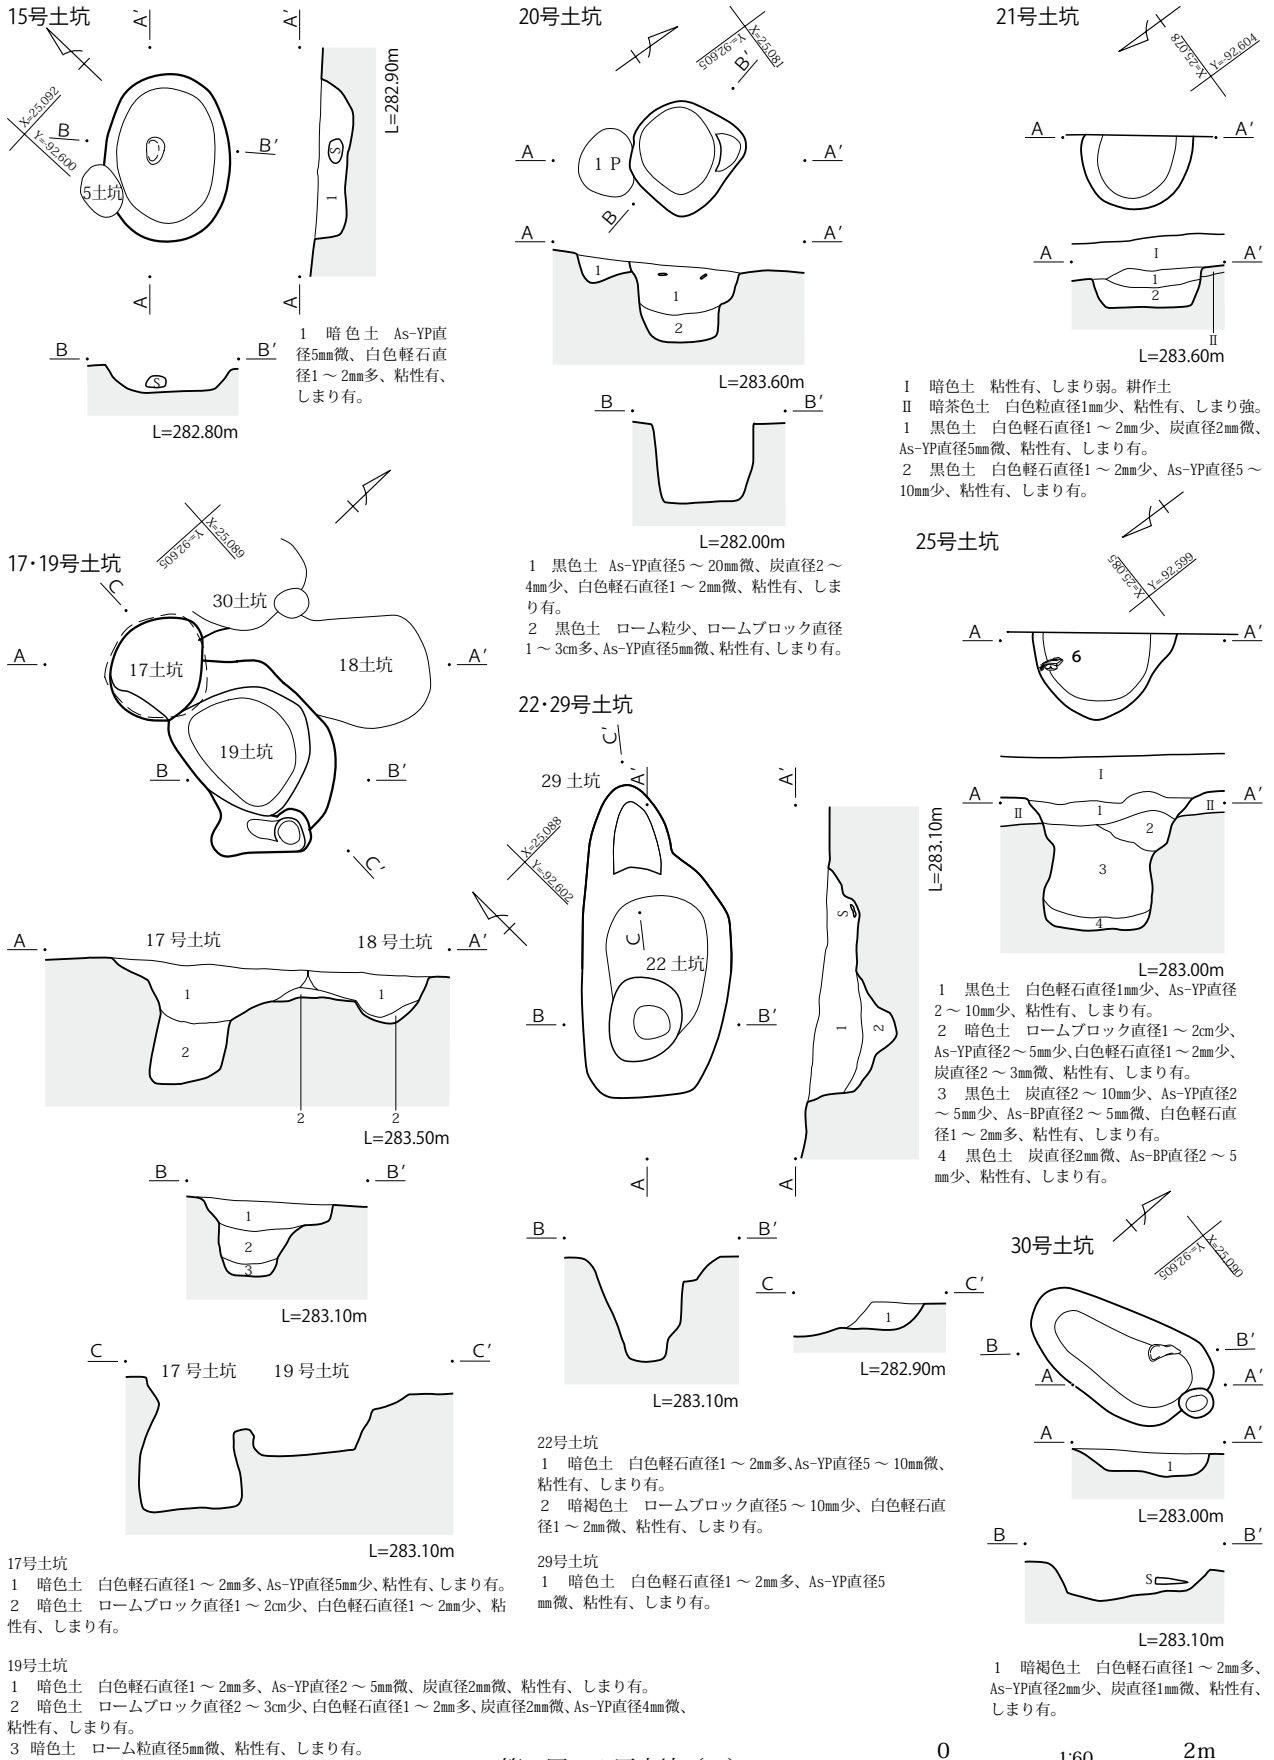 15号土坑
A′
A′
X=25,092
Y=-92,600
B
B′
5土坑
S
1
L=282.90m
A
A
B
B′
S
L=282.80m
1　暗色土　As-YP直
径5㎜微、白色軽石直
径1～2㎜多、粘性有、
しまり有。
20号土坑
X=25,081
Y=-92,605
B′
A
1 P
A′
B
A
A′
1
1
2
L=283.60m
B
B′
L=282.00m
1　黒色土　As-YP直径5～20㎜微、炭直径2～
4㎜少、白色軽石直径1～2㎜微、粘性有、しま
り有。
2　黒色土　ローム粒少、ロームブロック直径
1～3㎝多、As-YP直径5㎜微、粘性有、しまり有。
21号土坑
X=25,078
Y=-92,604
A
A′
A
I
A′
1
2
II
L=283.60m
I　暗色土　粘性有、しまり弱。耕作土
II　暗茶色土　白色粒直径1㎜少、粘性有、しまり強。
1　黒色土　白色軽石直径1～2㎜少、炭直径2㎜微、
As-YP直径5㎜微、粘性有、しまり有。
2　黒色土　白色軽石直径1～2㎜少、As-YP直径5～
10㎜少、粘性有、しまり有。
17・19号土坑
X=25,089
Y=-92,605
C
30土坑
A
17土坑
18土坑
A′
19土坑
B
B′
C′
A
17号土坑
18号土坑
A′
1
1
2
2
2
L=283.50m
B
B′
1
2
3
L=283.10m
C
C′
17号土坑
19号土坑
L=283.10m
17号土坑
1　暗色土　白色軽石直径1～2㎜多、As-YP直径5㎜少、粘性有、しまり有。
2　暗色土　ロームブロック直径1～2㎝少、白色軽石直径1～2㎜少、粘
性有、しまり有。
19号土坑
1　暗色土　白色軽石直径1～2㎜多、As-YP直径2～5㎜微、炭直径2㎜微、粘性有、しまり有。
2　暗色土　ロームブロック直径2～3㎝少、白色軽石直径1～2㎜多、炭直径2㎜微、As-YP直径4㎜微、
粘性有、しまり有。
3　暗色土　ローム粒直径5㎜微、粘性有、しまり有。
22・29号土坑
C′
29土坑
A′
A′
X=25,088
Y=-92,602
C
22土坑
B
B′
A
A
S
1
2
L=283.10m
B
B′
L=283.10m
C
C′
1
L=282.90m
22号土坑
1　暗色土　白色軽石直径1～2㎜多、As-YP直径5～10㎜微、
粘性有、しまり有。
2　暗褐色土　ロームブロック直径5～10㎜少、白色軽石直
径1～2㎜微、粘性有、しまり有。
29号土坑
1　暗色土　白色軽石直径1～2㎜多、As-YP直径5
㎜微、粘性有、しまり有。
25号土坑
X=25,085
Y=-92,599
A
A′
6
I
A
A′
II
1
II
2
3
4
L=283.00m
1　黒色土　白色軽石直径1㎜少、As-YP直径
2～10㎜少、粘性有、しまり有。
2　暗色土　ロームブロック直径1～2㎝少、
As-YP直径2～5㎜少、白色軽石直径1～2㎜少、
炭直径2～3㎜微、粘性有、しまり有。
3　黒色土　炭直径2～10㎜少、As-YP直径2
～5㎜少、As-BP直径2～5㎜微、白色軽石直
径1～2㎜多、粘性有、しまり有。
4　黒色土　炭直径2㎜微、As-BP直径2～5
㎜少、粘性有、しまり有。
30号土坑
X=25,090
Y=-92,605
B
B′
A
A′
A
A′
1
L=283.00m
B
B′
S
L=283.10m
1　暗褐色土　白色軽石直径1～2㎜多、
As-YP直径2㎜少、炭直径1㎜微、粘性有、
しまり有。
0
1:60
2m